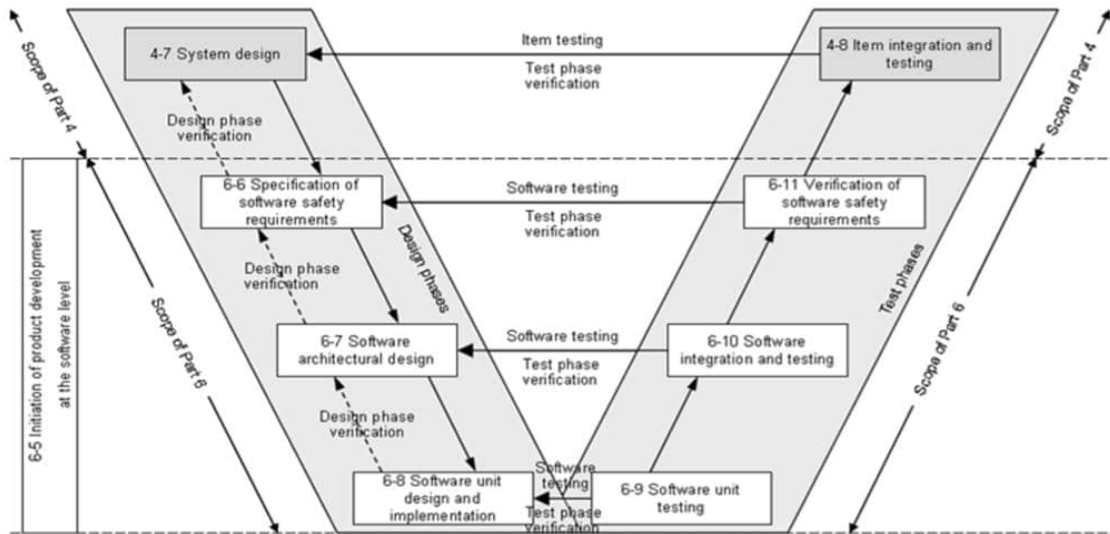 Scope of Part 4
4-7 System design
Item testing
Test phase
verification
4-8 Item integration and
testing
Scope of Part 4
Design phase
verification
6-5 Initiation of product development
at the software level
6-6 Specification of
software safety
requirements
Software testing
Test phase
verification
6-11 Verification of
software safety
requirements
Design phases
Test phases
Design phase
verification
Scope of Part 6
6-7 Software
architectural design
Software testing
Test phase
verification
6-10 Software
integration and testing
Scope of Part 6
Design phase
verification
6-8 Software unit
design and
implementation
Software
testing
Test phase
verification
6-9 Software unit
testing